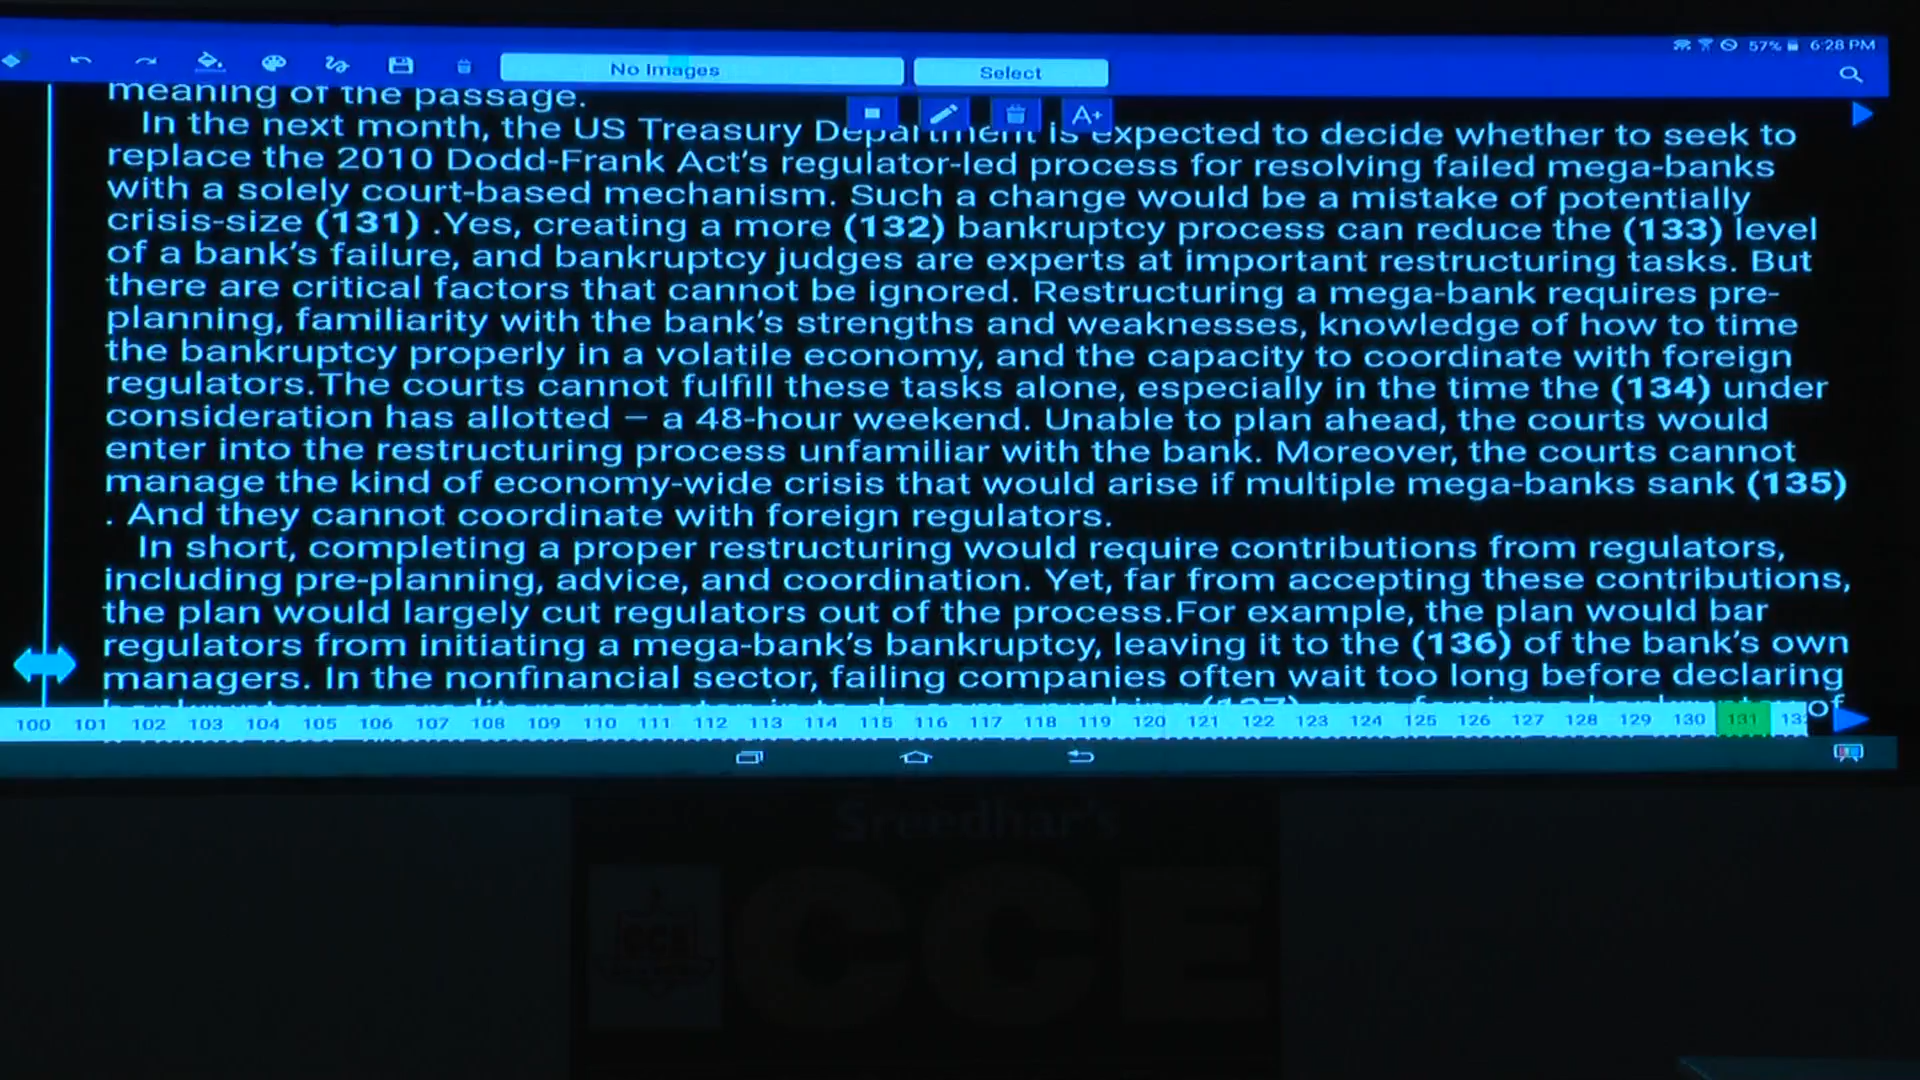 57% 6:28 PM
No Images
Select
A+
meaning of the passage.
In the next month, the US Treasury Department is expected to decide whether to seek to
replace the 2010 Dodd-Frank Act's regulator-led process for resolving failed mega-banks
with a solely court-based mechanism. Such a change would be a mistake of potentially
crisis-size (131) .Yes, creating a more (132) bankruptcy process can reduce the (133) level
of a bank's failure, and bankruptcy judges are experts at important restructuring tasks. But
there are critical factors that cannot be ignored. Restructuring a mega-bank requires pre-
planning, familiarity with the bank's strengths and weaknesses, knowledge of how to time
the bankruptcy properly in a volatile economy, and the capacity to coordinate with foreign
regulators.The courts cannot fulfill these tasks alone, especially in the time the (134) under
consideration has allotted – a 48-hour weekend. Unable to plan ahead, the courts would
enter into the restructuring process unfamiliar with the bank. Moreover, the courts cannot
manage the kind of economy-wide crisis that would arise if multiple mega-banks sank (135)
. And they cannot coordinate with foreign regulators.
In short, completing a proper restructuring would require contributions from regulators,
including pre-planning, advice, and coordination. Yet, far from accepting these contributions,
the plan would largely cut regulators out of the process.For example, the plan would bar
regulators from initiating a mega-bank's bankruptcy, leaving it to the (136) of the bank's own
managers. In the nonfinancial sector, failing companies often wait too long before declaring
of
100 101 102 103 104 105 106 107 108 109 110 111 112 113 114 115 116 117 118 119 120 121 122 123 124 125 126 127 128 129 130 131
Sreedhar's
CCE